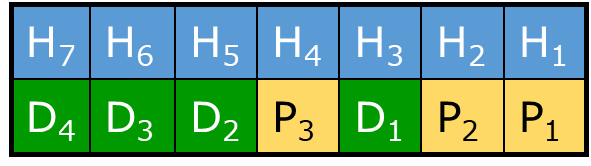 H₇ H₆ H₅ H₄ H₃ H₂ H₁
D₄ D₃ D₂ P₃ D₁ P₂ P₁